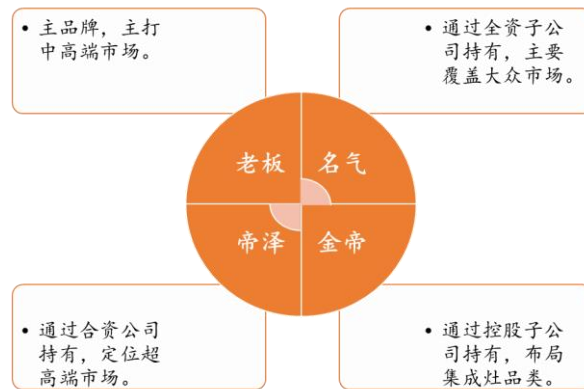 • 主品牌，主打
中高端市场。
• 通过全资子公
司持有，主要
覆盖大众市场。
老板
名气
帝泽
金帝
• 通过合资公司
持有，定位超
高端市场。
• 通过控股子公
司持有，布局
集成灶品类。